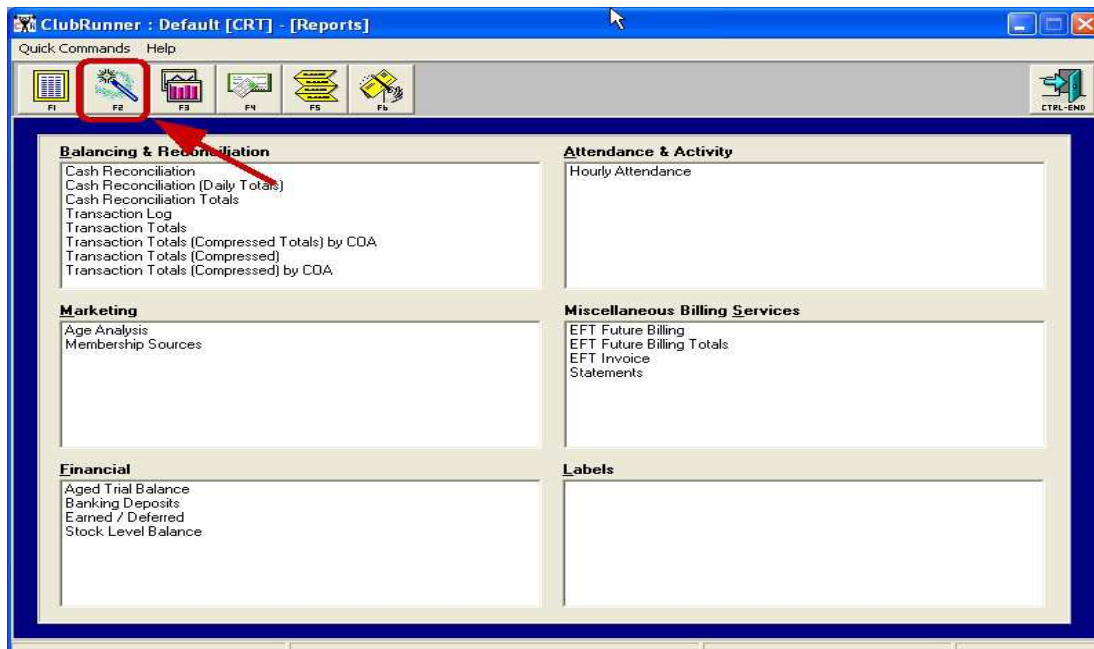 ClubRunner : Default [CRT] - [Reports]
Quick Commands Help
F1 F2 F3 F4 F5 F6 CTRL-END
Balancing & Reconciliation
Cash Reconciliation
Cash Reconciliation (Daily Totals)
Cash Reconciliation Totals
Transaction Log
Transaction Totals
Transaction Totals (Compressed Totals) by COA
Transaction Totals (Compressed)
Transaction Totals (Compressed) by COA
Attendance & Activity
Hourly Attendance
Marketing
Age Analysis
Membership Sources
Miscellaneous Billing Services
EFT Future Billing
EFT Future Billing Totals
EFT Invoice
Statements
Financial
Aged Trial Balance
Banking Deposits
Earned / Deferred
Stock Level Balance
Labels